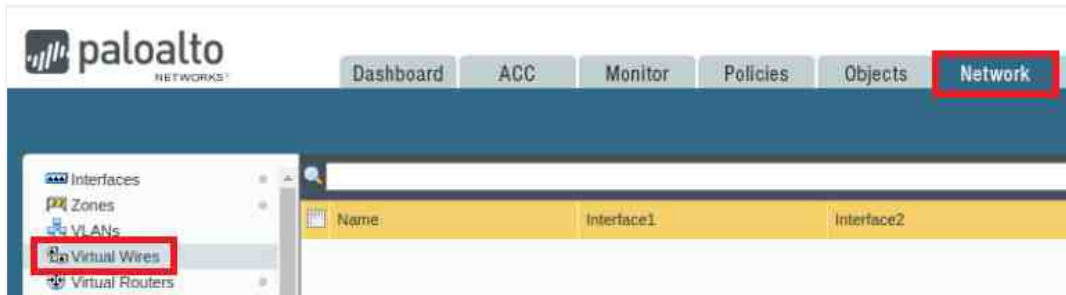 paloalto
NETWORKS
Dashboard ACC Monitor Policies Objects Network
Interfaces
Zones
VLANs
Virtual Wires
Virtual Routers
Name Interface1 Interface2